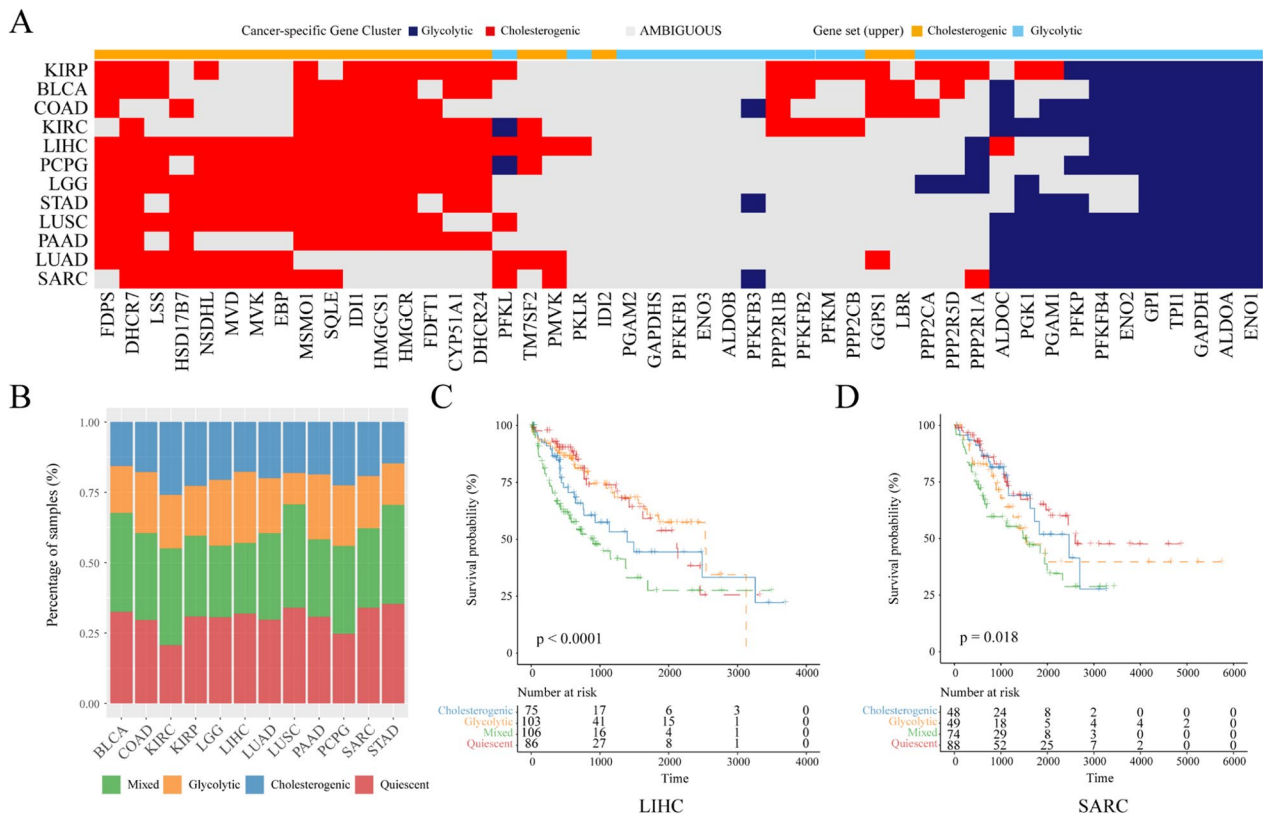 A
Cancer-specific Gene Cluster Glycolytic Cholesterogenic AMBIGUOUS Gene set (upper) Cholesterogenic Glycolytic
KIRP
BLCA
COAD
KIRC
LIHC
PCPG
LGG
STAD
LUSC
PAAD
LUAD
SARC
FDPS
DHCR7
LSS
HSD17B7
NSDHL
MVD
MVK
EBP
MSMO1
SQLE
IDI1
HMGCS1
HMGCR
FDFT1
CYP51A1
DHCR24
PFKL
TM7SF2
PMVK
PKLR
IDI2
PGAM2
GAPDHS
PFKFB1
ENO3
ALDOB
PFKFB3
PPP2R1B
PFKFB2
PFKM
PPP2CB
GGPS1
LBR
PPP2CA
PPP2R5D
PPP2R1A
ALDOC
PGK1
PGAM1
PFKP
PFKFB4
ENO2
GPI
TPI1
GAPDH
ALDOA
ENO1
B
Percentage of samples (%)
1.00
0.75
0.50
0.25
0.00
BLCA
COAD
KIRC
KIRP
LGG
LIHC
LUAD
LUSC
PAAD
PCPG
SARC
STAD
Mixed Glycolytic Cholesterogenic Quiescent
C
Survival probability (%)
100
75
50
25
0
p < 0.0001
0 1000 2000 3000 4000
Number at risk
Cholesterogenic 75 17 6 3 0
Glycolytic 103 41 15 1 0
Mixed 106 16 4 1 0
Quiescent 86 27 8 1 0
0 1000 2000 3000 4000
Time
LIHC
D
Survival probability (%)
100
75
50
25
0
p = 0.018
0 1000 2000 3000 4000 5000 6000
Number at risk
Cholesterogenic 48 24 8 2 0 0 0
Glycolytic 49 18 5 4 4 2 0
Mixed 74 29 8 3 0 0 0
Quiescent 88 52 25 7 2 0 0
0 1000 2000 3000 4000 5000 6000
Time
SARC